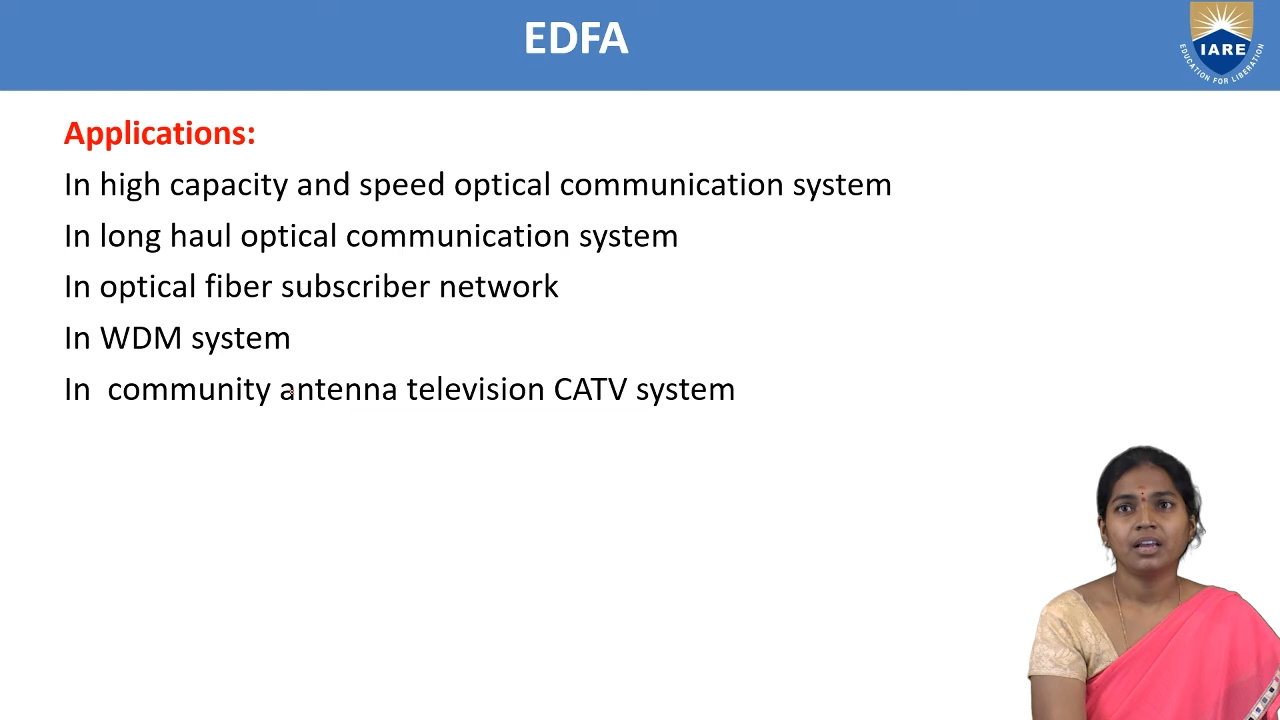 EDFA
IARE
EDUCATION FOR LIBERATION
Applications:
In high capacity and speed optical communication system
In long haul optical communication system
In optical fiber subscriber network
In WDM system
In  community antenna television CATV system